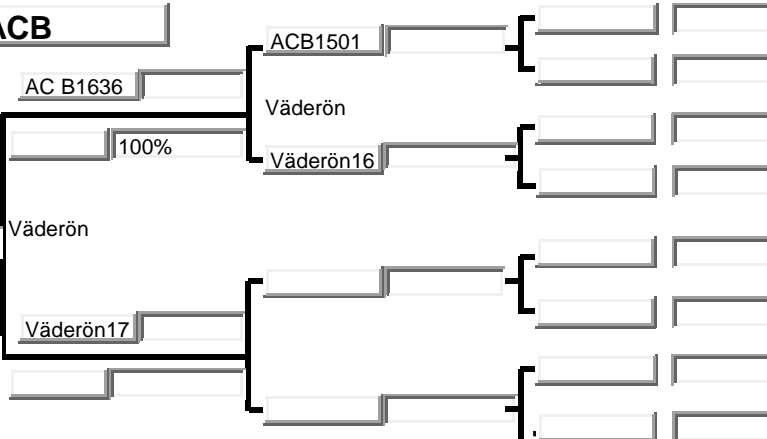 ACB
ACB1501
AC B1636
Väderön
100%
Väderön16
Väderön
Väderön17